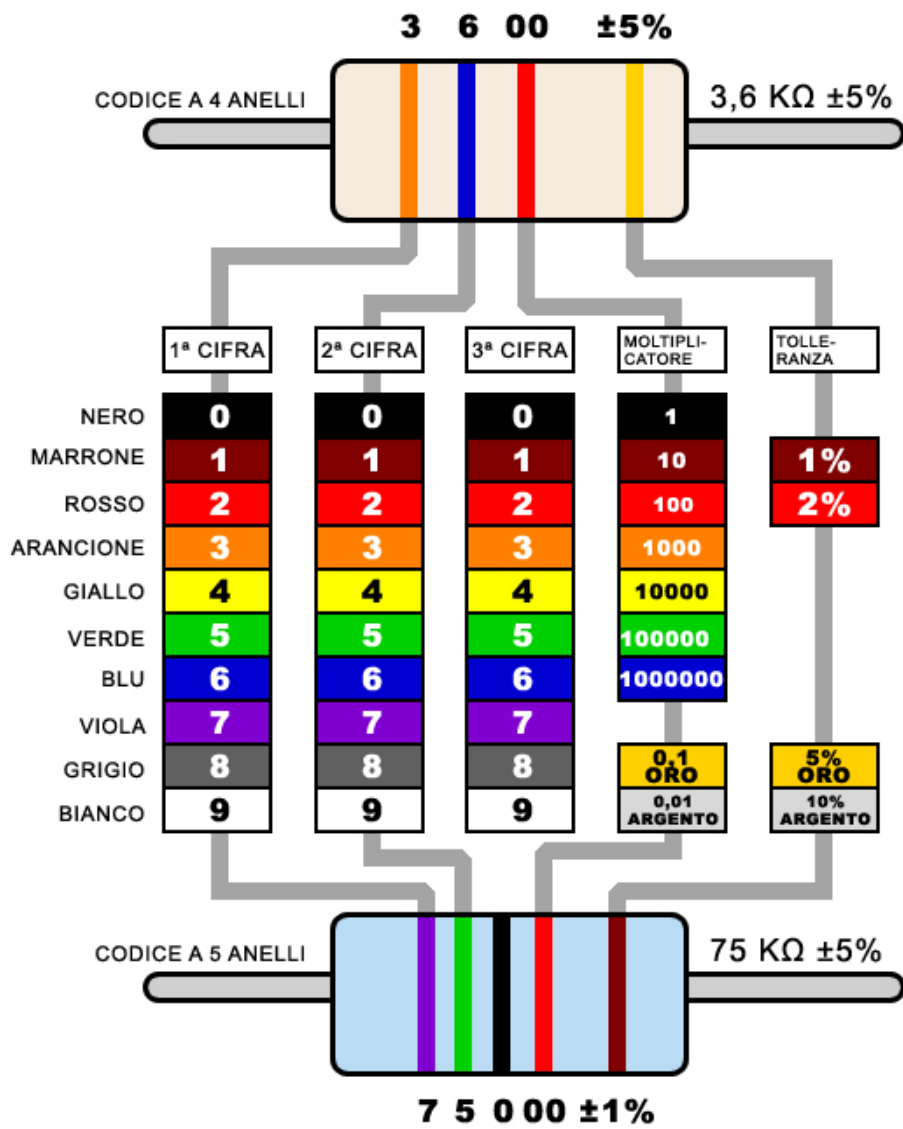 3 6 00 ±5%
CODICE A 4 ANELLI
3,6 KΩ ±5%
1ª CIFRA 2ª CIFRA 3ª CIFRA MOLTIPLI-
CATORE TOLLE-
RANZA
NERO 0 0 0 1
MARRONE 1 1 1 10 1%
ROSSO 2 2 2 100 2%
ARANCIONE 3 3 3 1000
GIALLO 4 4 4 10000
VERDE 5 5 5 100000
BLU 6 6 6 1000000
VIOLA 7 7 7
GRIGIO 8 8 8 0,1
ORO 5%
ORO
BIANCO 9 9 9 0,01
ARGENTO 10%
ARGENTO
CODICE A 5 ANELLI
75 KΩ ±5%
7 5 0 00 ±1%